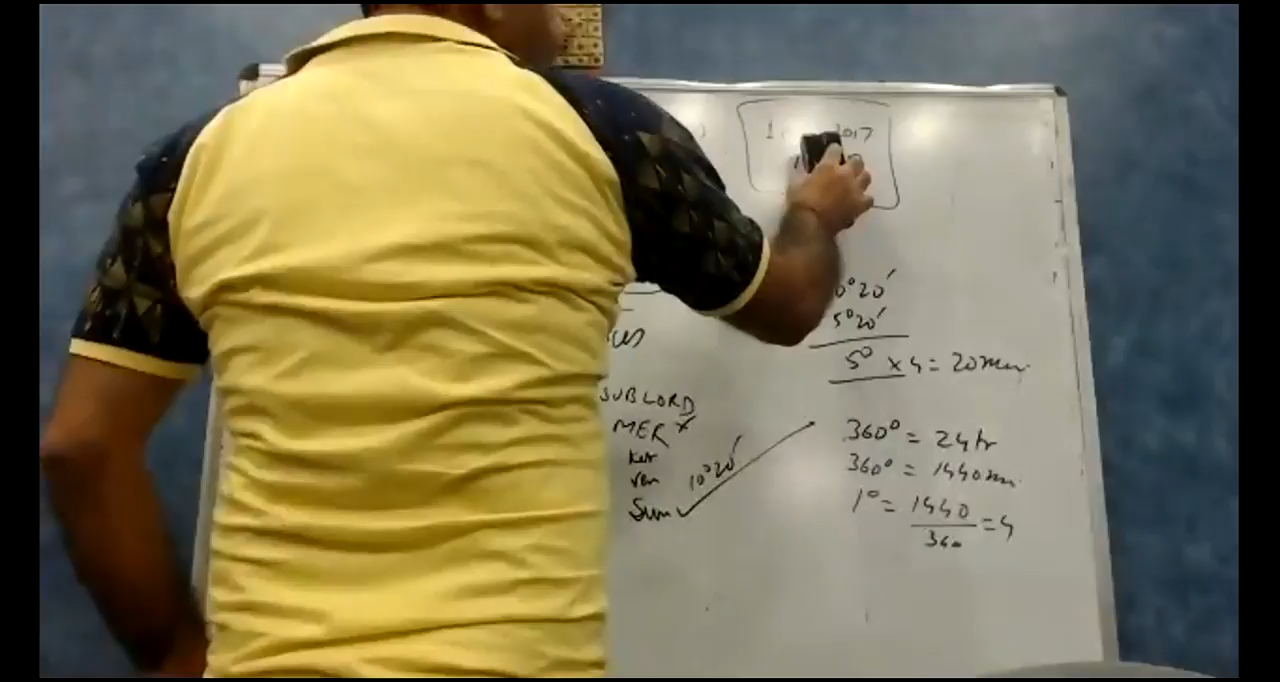 1 2017
0°20′
5°20′
5° x 4 = 20 min
SUBLORD
MER x
Ket
ven
Sun
10°20′
360° = 24 hr
360° = 1440 min
1° = 1440
360
= 4